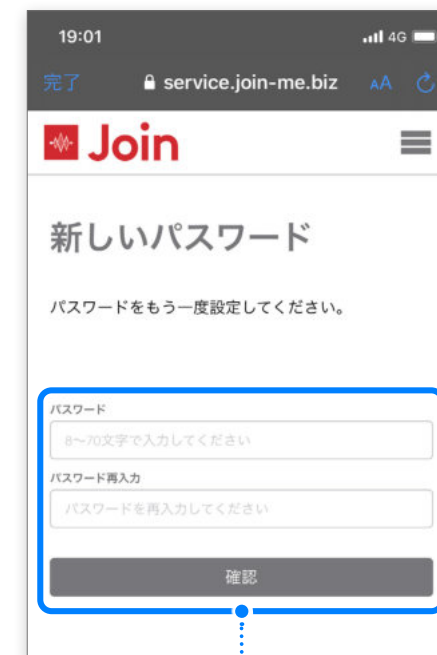 19:01
4G
完了
service.join-me.biz
AA
Join
新しいパスワード
パスワードをもう一度設定してください。
パスワード
8〜70文字で入力してください
パスワード再入力
パスワードを再入力してください
確認